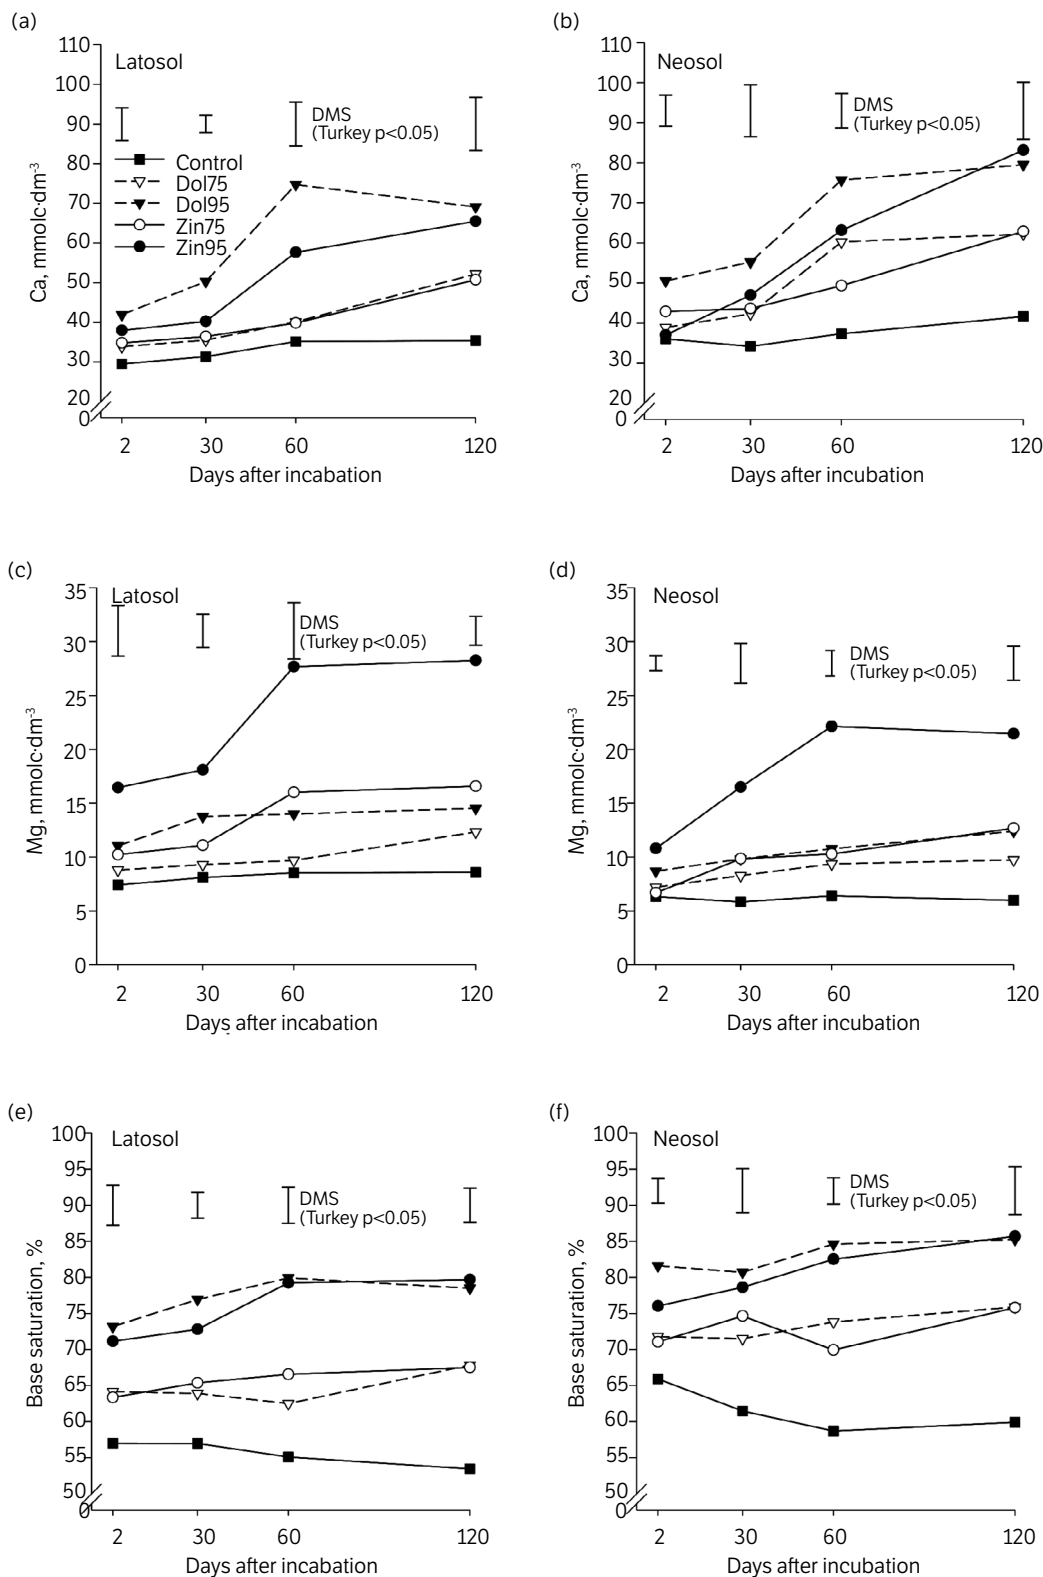 (a)
110
100
90
80
70
60
50
40
30
20
0
Ca, mmolc·dm-3
Latosol
DMS
(Turkey p<0.05)
Control
Dol75
Dol95
Zin75
Zin95
2 30 60 120
Days after incabation
(b)
110
100
90
80
70
60
50
40
30
20
0
Ca, mmolc·dm-3
Neosol
DMS
(Turkey p<0.05)
2 30 60 120
Days after incubation
(c)
35
30
25
20
15
10
5
0
Mg, mmolc·dm-3
Latosol
DMS
(Turkey p<0.05)
2 30 60 120
Days after incabation
(d)
35
30
25
20
15
10
5
0
Mg, mmolc·dm-3
Neosol
DMS
(Turkey p<0.05)
2 30 60 120
Days after incubation
(e)
100
95
90
85
80
75
70
65
60
55
50
0
Base saturation, %
Latosol
DMS
(Turkey p<0.05)
2 30 60 120
Days after incubation
(f)
100
95
90
85
80
75
70
65
60
55
50
0
Base saturation, %
Neosol
DMS
(Turkey p<0.05)
2 30 60 120
Days after incubation